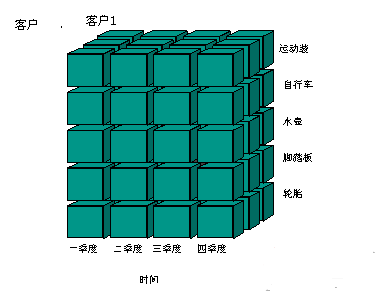 客户
客户1
运动装
自行车
水壶
脚踏板
轮胎
一季度 二季度 三季度 四季度
时间